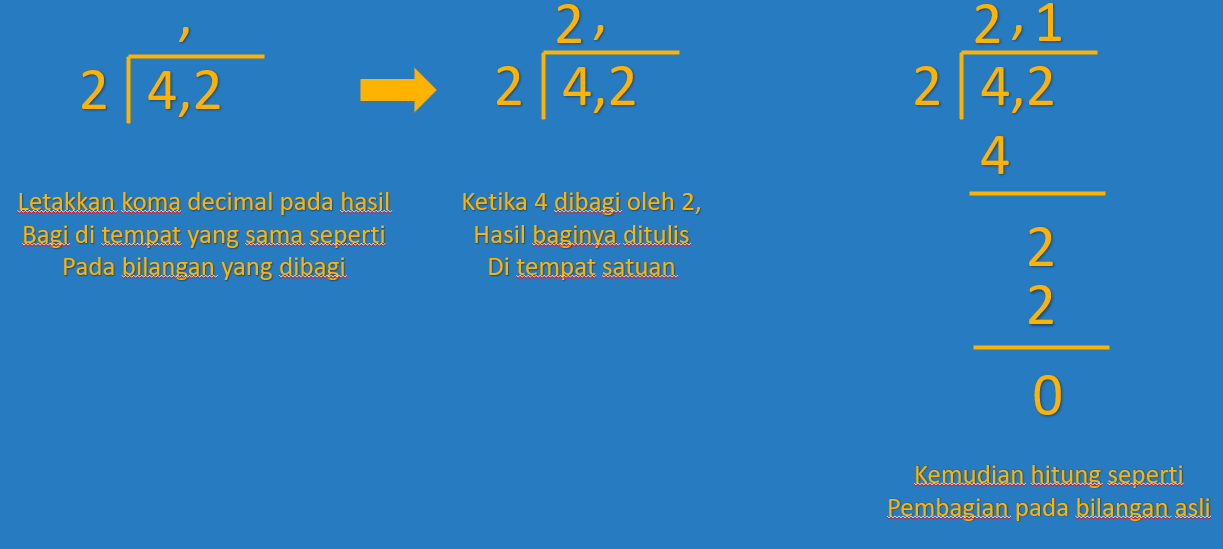 ,
2 4,2
Letakkan koma decimal pada hasil
Bagi di tempat yang sama seperti
Pada bilangan yang dibagi
2,
2 4,2
Ketika 4 dibagi oleh 2,
Hasil baginya ditulis
Di tempat satuan
2,1
2 4,2
4
2
2
0
Kemudian hitung seperti
Pembagian pada bilangan asli